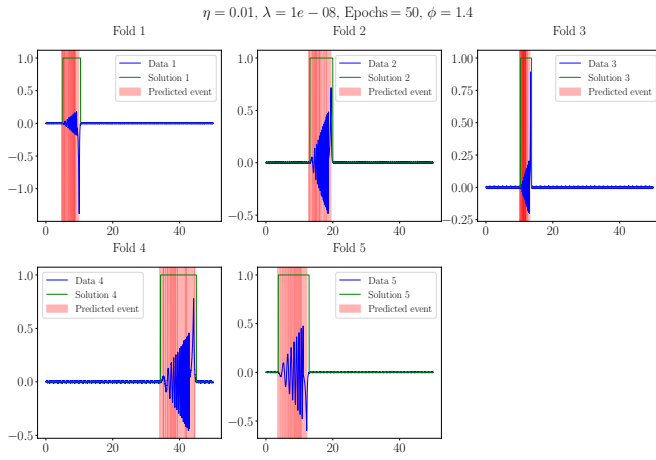 η = 0.01, λ = 1e − 08, Epochs = 50, ϕ = 1.4
Fold 1
Data 1
Solution 1
Predicted event
1.0
0.5
0.0
−0.5
−1.0
0
20
40
Fold 2
Data 2
Solution 2
Predicted event
1.0
0.5
0.0
−0.5
0
20
40
Fold 3
Data 3
Solution 3
Predicted event
1.00
0.75
0.50
0.25
0.00
−0.25
0
20
40
Fold 4
Data 4
Solution 4
Predicted event
1.0
0.5
0.0
−0.5
0
20
40
Fold 5
Data 5
Solution 5
Predicted event
1.0
0.5
0.0
−0.5
0
20
40